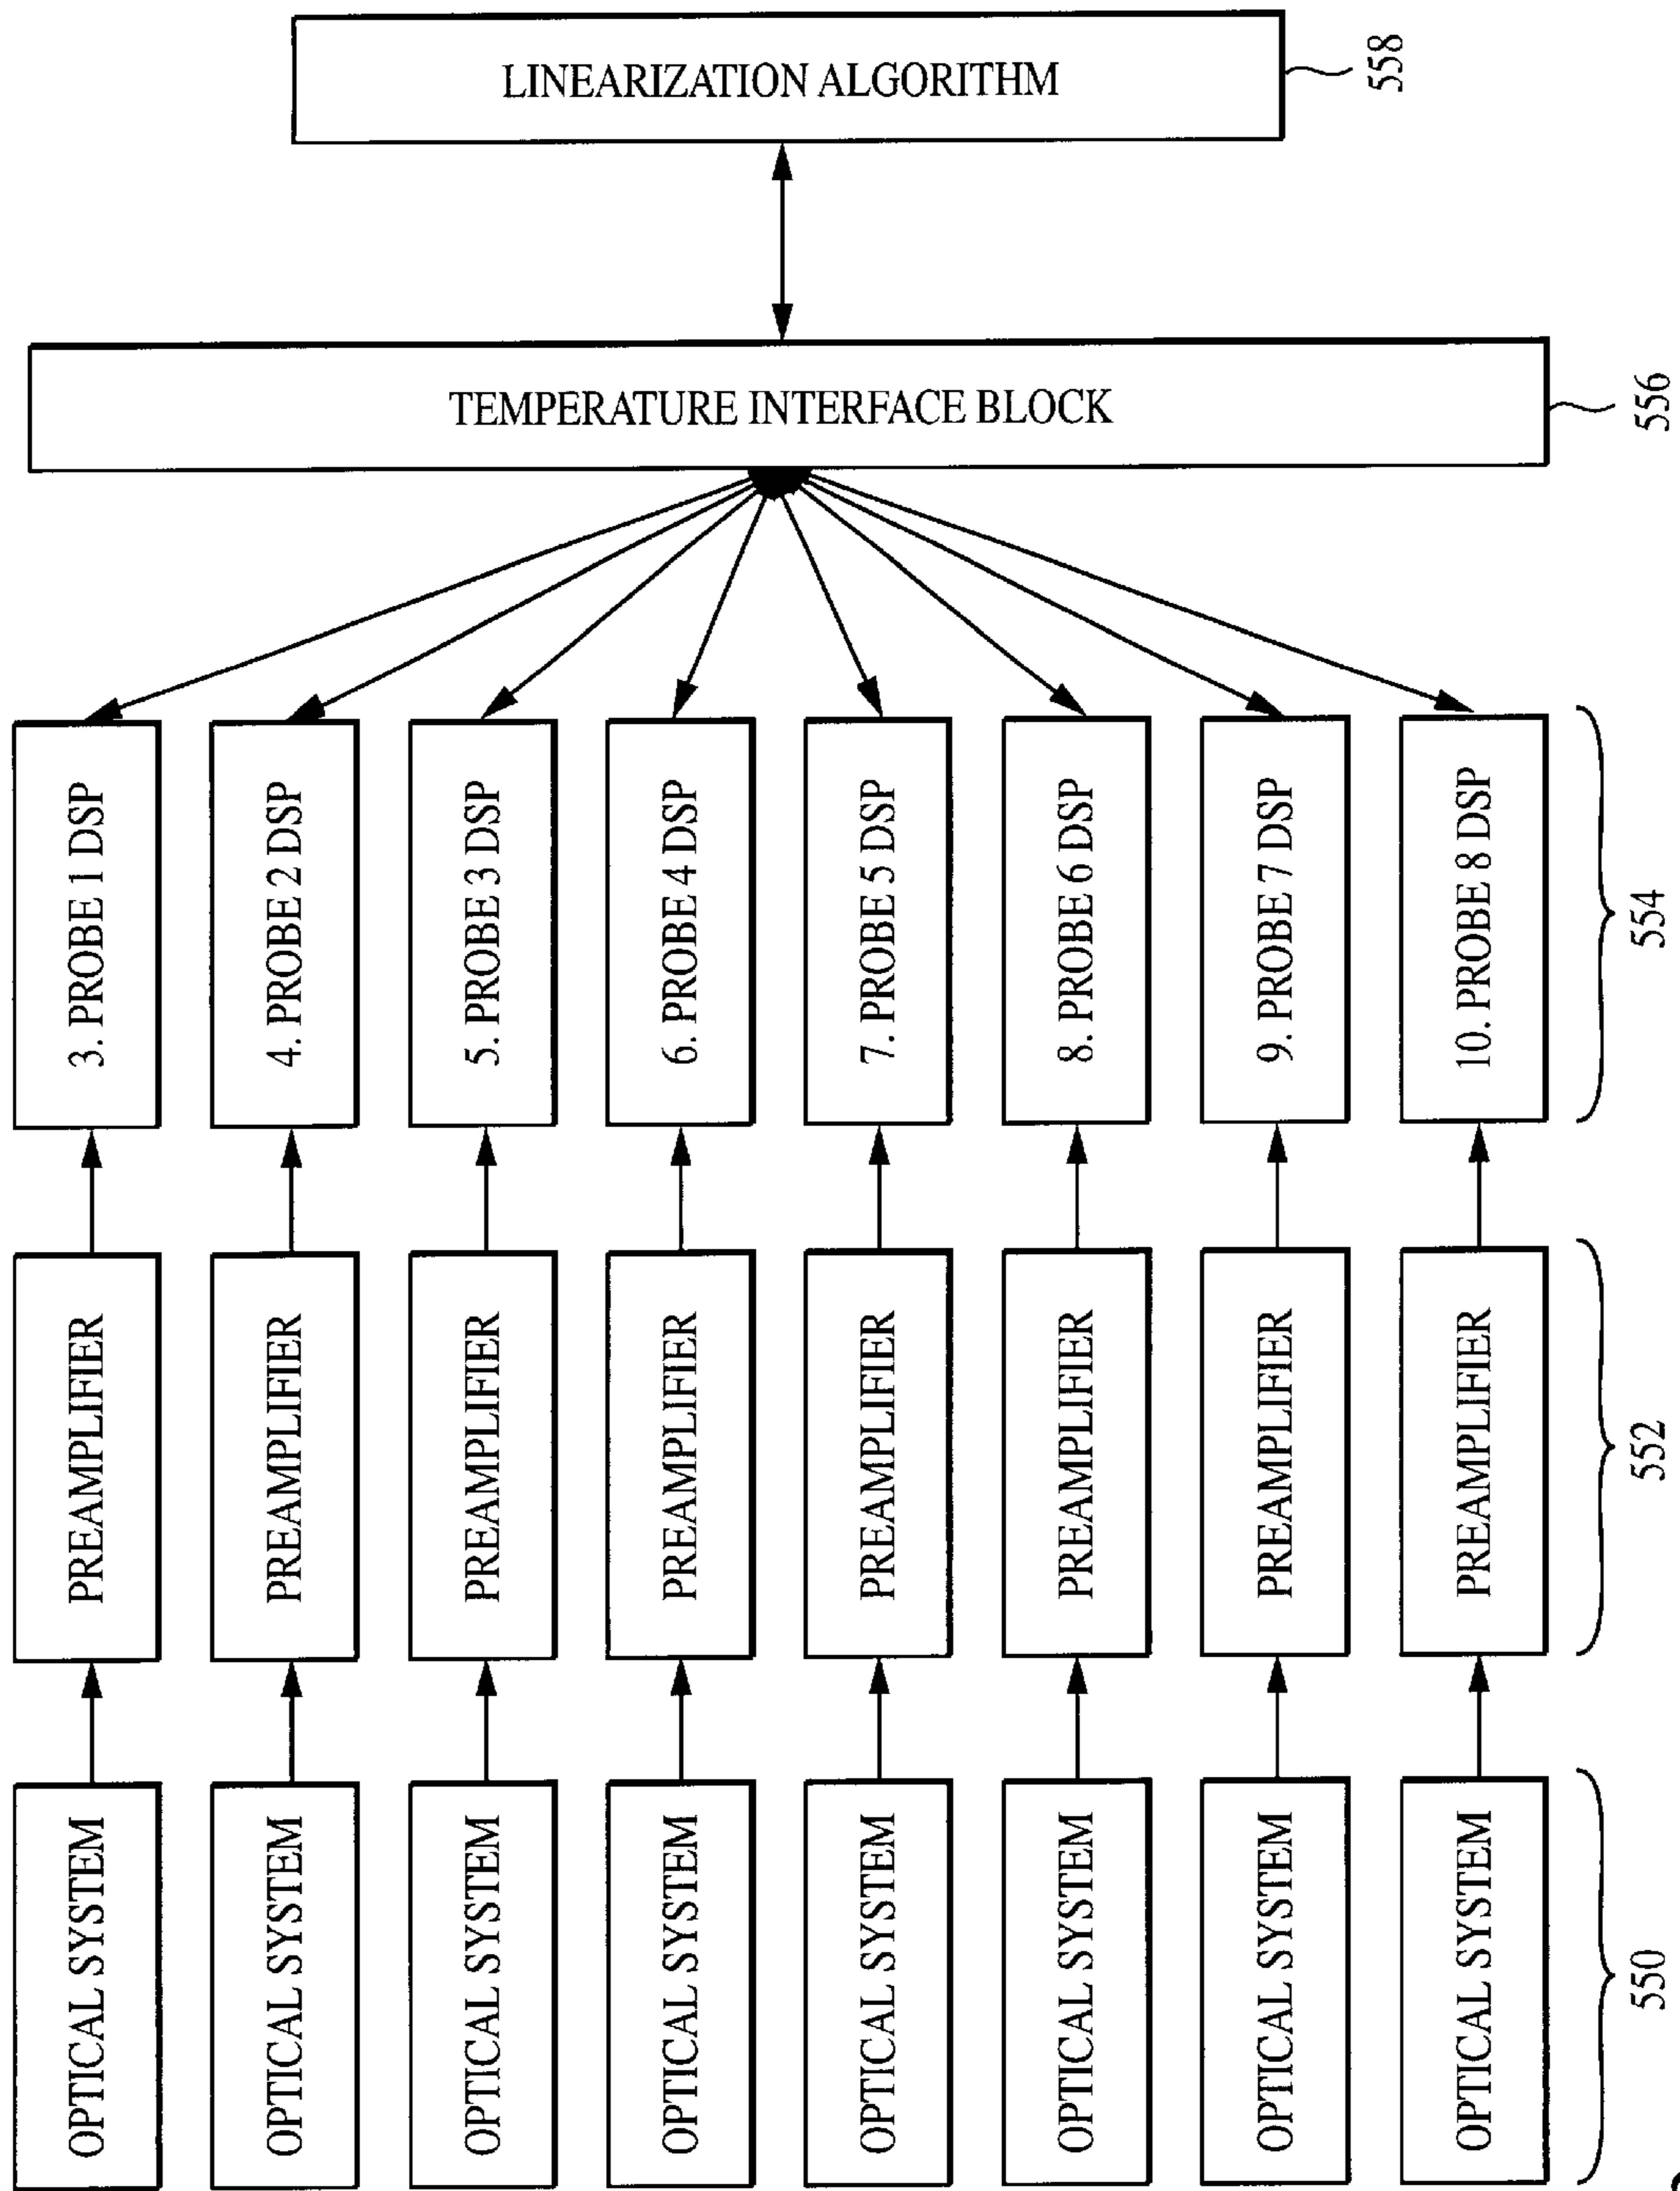 LINEARIZATION ALGORITHM
558
TEMPERATURE INTERFACE BLOCK
556
3. PROBE 1 DSP
4. PROBE 2 DSP
5. PROBE 3 DSP
6. PROBE 4 DSP
7. PROBE 5 DSP
8. PROBE 6 DSP
9. PROBE 7 DSP
10. PROBE 8 DSP
554
PREAMPLIFIER
PREAMPLIFIER
PREAMPLIFIER
PREAMPLIFIER
PREAMPLIFIER
PREAMPLIFIER
PREAMPLIFIER
PREAMPLIFIER
552
OPTICAL SYSTEM
OPTICAL SYSTEM
OPTICAL SYSTEM
OPTICAL SYSTEM
OPTICAL SYSTEM
OPTICAL SYSTEM
OPTICAL SYSTEM
OPTICAL SYSTEM
550